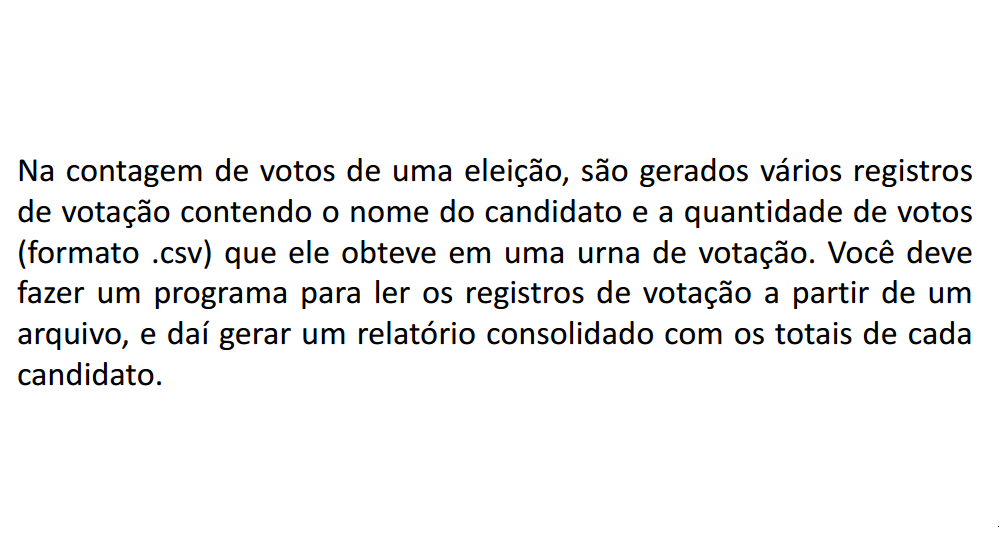 Na contagem de votos de uma eleição, são gerados vários registros
de votação contendo o nome do candidato e a quantidade de votos
(formato .csv) que ele obteve em uma urna de votação. Você deve
fazer um programa para ler os registros de votação a partir de um
arquivo, e daí gerar um relatório consolidado com os totais de cada
candidato.